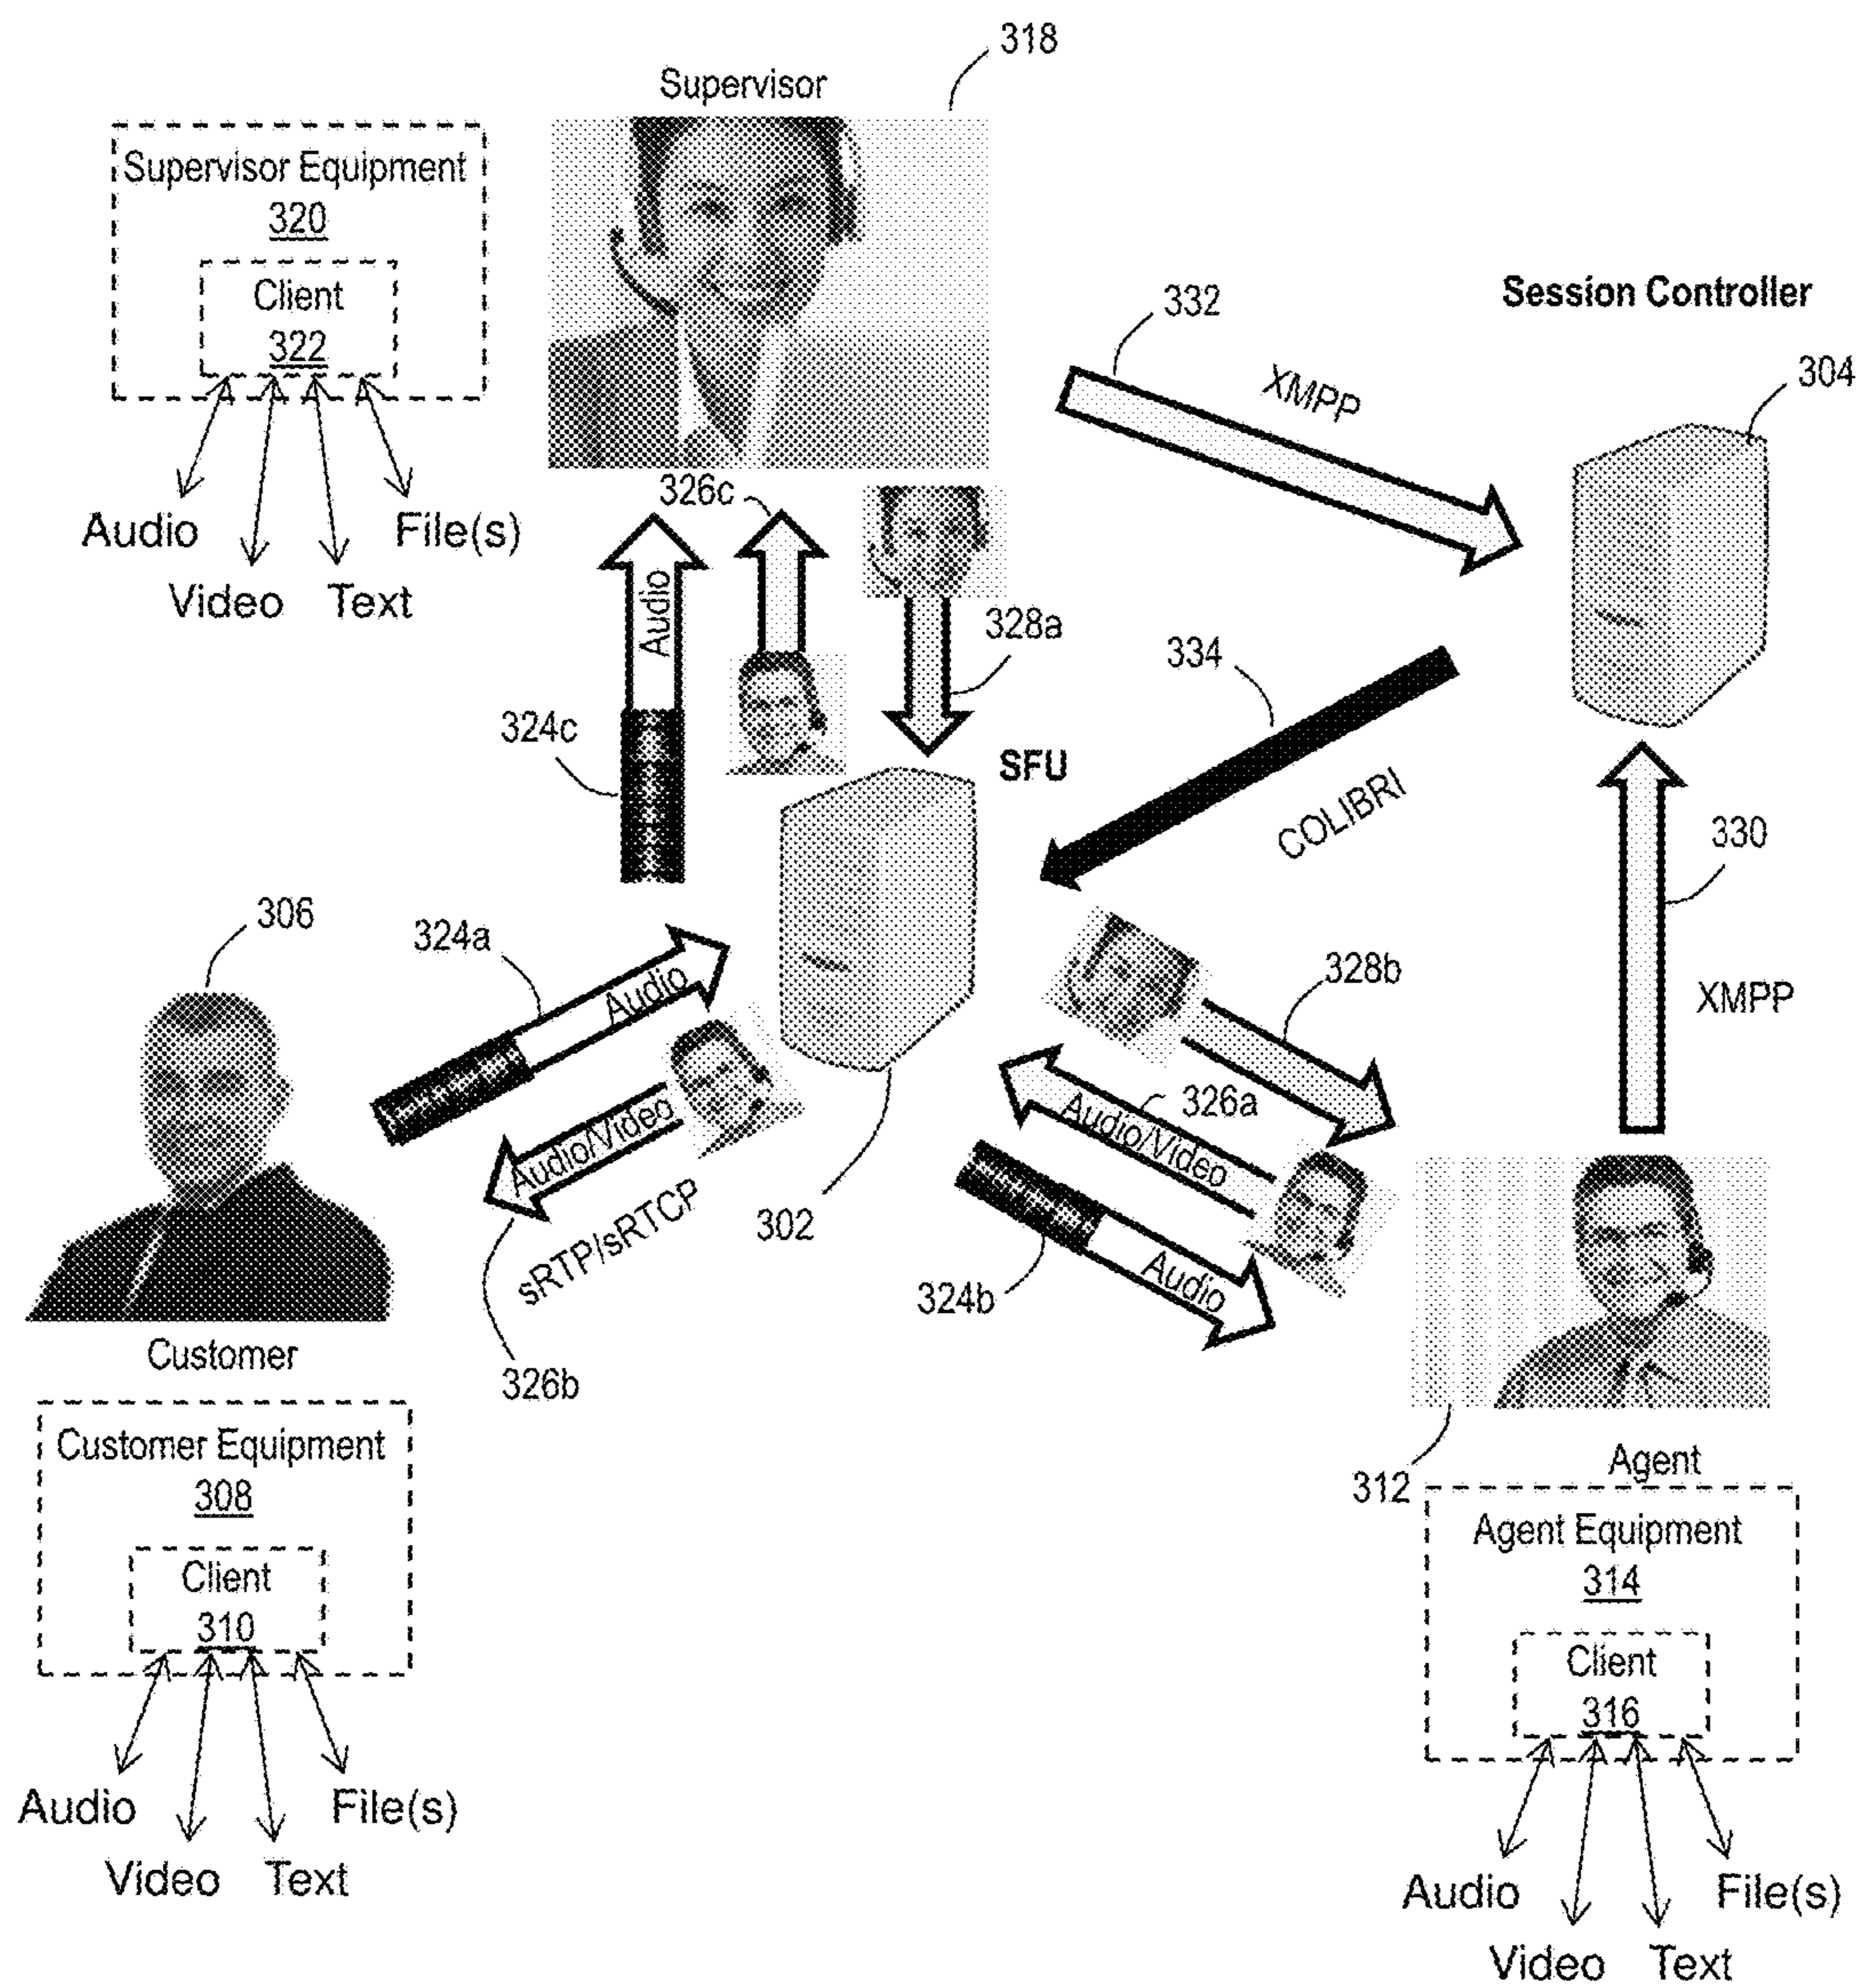 318
Supervisor
Supervisor Equipment
320
Client
322
Audio
Video
Text
File(s)
332
XMPP
Session Controller
304
326c
Audio
328a
334
324c
SFU
COLIBRI
330
XMPP
306
324a
Audio
328b
Audio/Video
326a
Audio/Video
sRTP/sRTCP
302
324b
Audio
326b
Customer
Customer Equipment
308
Client
310
Audio
Video
Text
File(s)
312
Agent
Agent Equipment
314
Client
316
Audio
Video
Text
File(s)